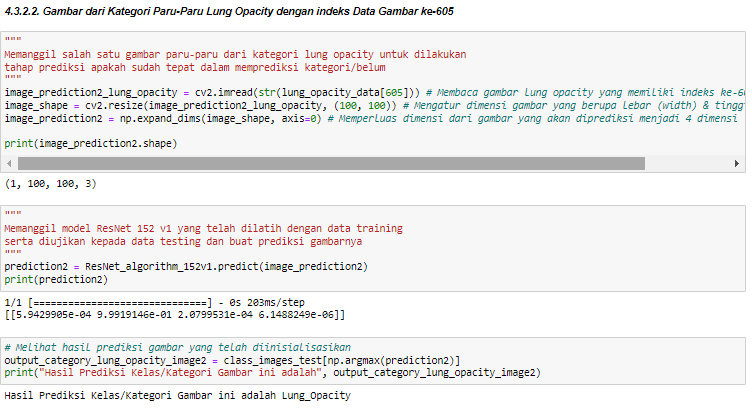 4.3.2.2. Gambar dari Kategori Paru-Paru Lung Opacity dengan indeks Data Gambar ke-605
"""
Memanggil salah satu gambar paru-paru dari kategori lung opacity untuk dilakukan
tahap prediksi apakah sudah tepat dalam memprediksi kategori/belum
"""
image_prediction2_lung_opacity = cv2.imread(str(lung_opacity_data[605])) # Membaca gambar lung opacity yang memiliki indeks ke-6
image_shape = cv2.resize(image_prediction2_lung_opacity, (100, 100)) # Mengatur dimensi gambar yang berupa lebar (width) & tingg
image_prediction2 = np.expand_dims(image_shape, axis=0) # Memperluas dimensi dari gambar yang akan diprediksi menjadi 4 dimensi
print(image_prediction2.shape)
(1, 100, 100, 3)
"""
Memanggil model ResNet 152 v1 yang telah dilatih dengan data training
serta diujikan kepada data testing dan buat prediksi gambarnya
"""
prediction2 = ResNet_algorithm_152v1.predict(image_prediction2)
print(prediction2)
1/1 [==============================] - 0s 203ms/step
[[5.9429905e-04 9.9919146e-01 2.0799531e-04 6.1488249e-06]]
# Melihat hasil prediksi gambar yang telah diinisialisasikan
output_category_lung_opacity_image2 = class_images_test[np.argmax(prediction2)]
print("Hasil Prediksi Kelas/Kategori Gambar ini adalah", output_category_lung_opacity_image2)
Hasil Prediksi Kelas/Kategori Gambar ini adalah Lung_Opacity